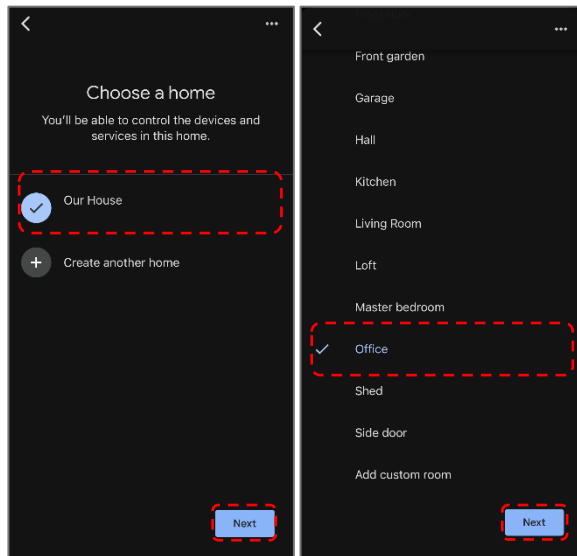 Choose a home
You'll be able to control the devices and
services in this home.
Our House
Create another home
Next
Front garden
Garage
Hall
Kitchen
Living Room
Loft
Master bedroom
Office
Shed
Side door
Add custom room
Next